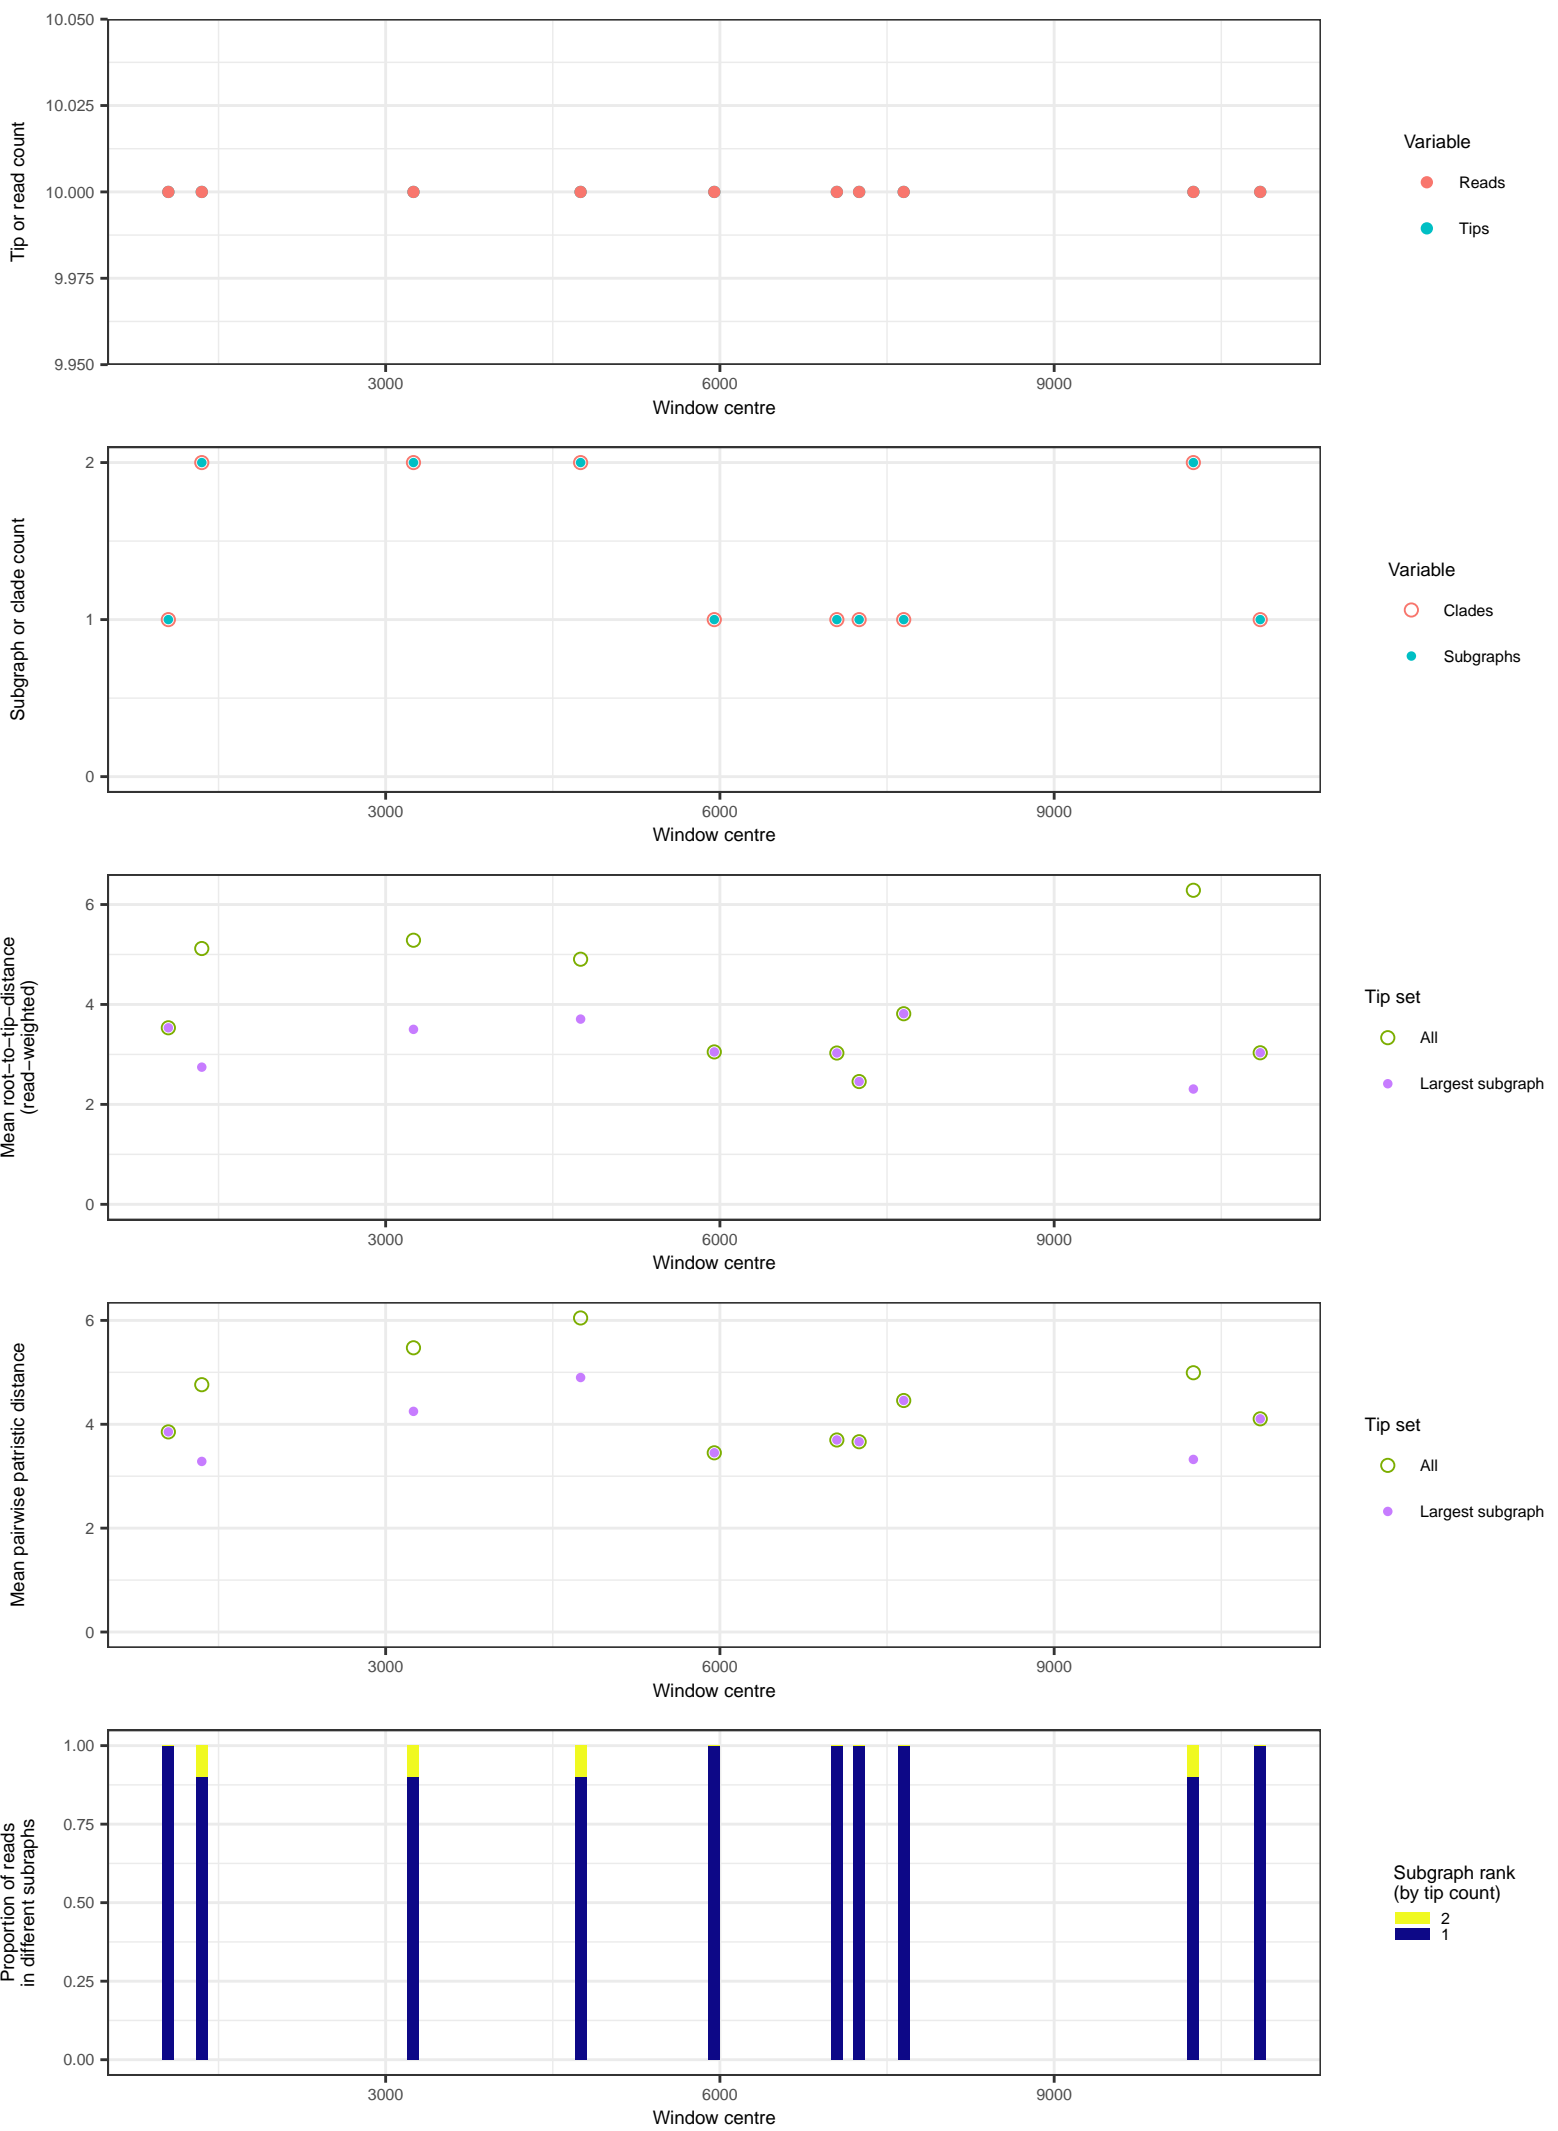 10.050
10.025
10.000
9.975
9.950
Tip or read count
3000
6000
9000
Window centre
Variable
Reads
Tips
2
1
0
Subgraph or clade count
3000
6000
9000
Window centre
Variable
Clades
Subgraphs
6
4
2
0
Mean root−to−tip−distance
(read−weighted)
3000
6000
9000
Window centre
Tip set
All
Largest subgraph
6
4
2
0
Mean pairwise patristic distance
3000
6000
9000
Window centre
Tip set
All
Largest subgraph
1.00
0.75
0.50
0.25
0.00
Proportion of reads
in different subraphs
3000
6000
9000
Window centre
Subgraph rank
(by tip count)
2
1